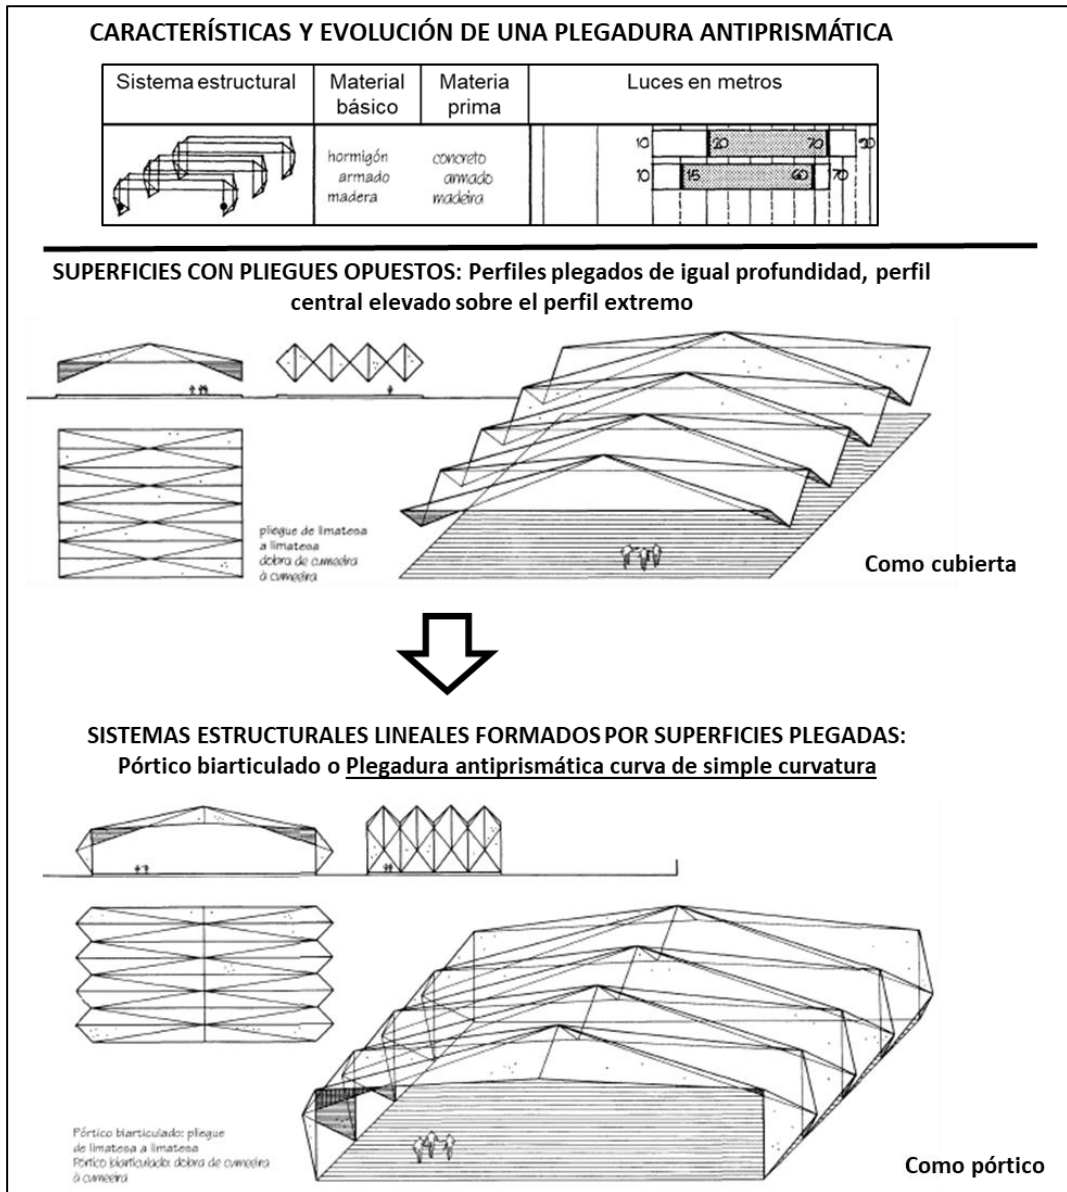 CARACTERÍSTICAS Y EVOLUCIÓN DE UNA PLEGADURA ANTIPRISMÁTICA
Sistema estructural
Material
básico
Materia
prima
Luces en metros
hormigón
armado
madera
concreto
armado
madeira
10 20 70 90
10 15 60 70
SUPERFICIES CON PLIEGUES OPUESTOS: Perfiles plegados de igual profundidad, perfil
central elevado sobre el perfil extremo
pliegue de limatesa
a limatesa
dobra de cumeeira
à cumeeira
Como cubierta
SISTEMAS ESTRUCTURALES LINEALES FORMADOS POR SUPERFICIES PLEGADAS:
Pórtico biarticulado o Plegadura antiprismática curva de simple curvatura
Pórtico biarticulado: pliegue
de limatesa a limatesa
Pórtico biarticulado: dobra de cumeeira
à cumeeira
Como pórtico